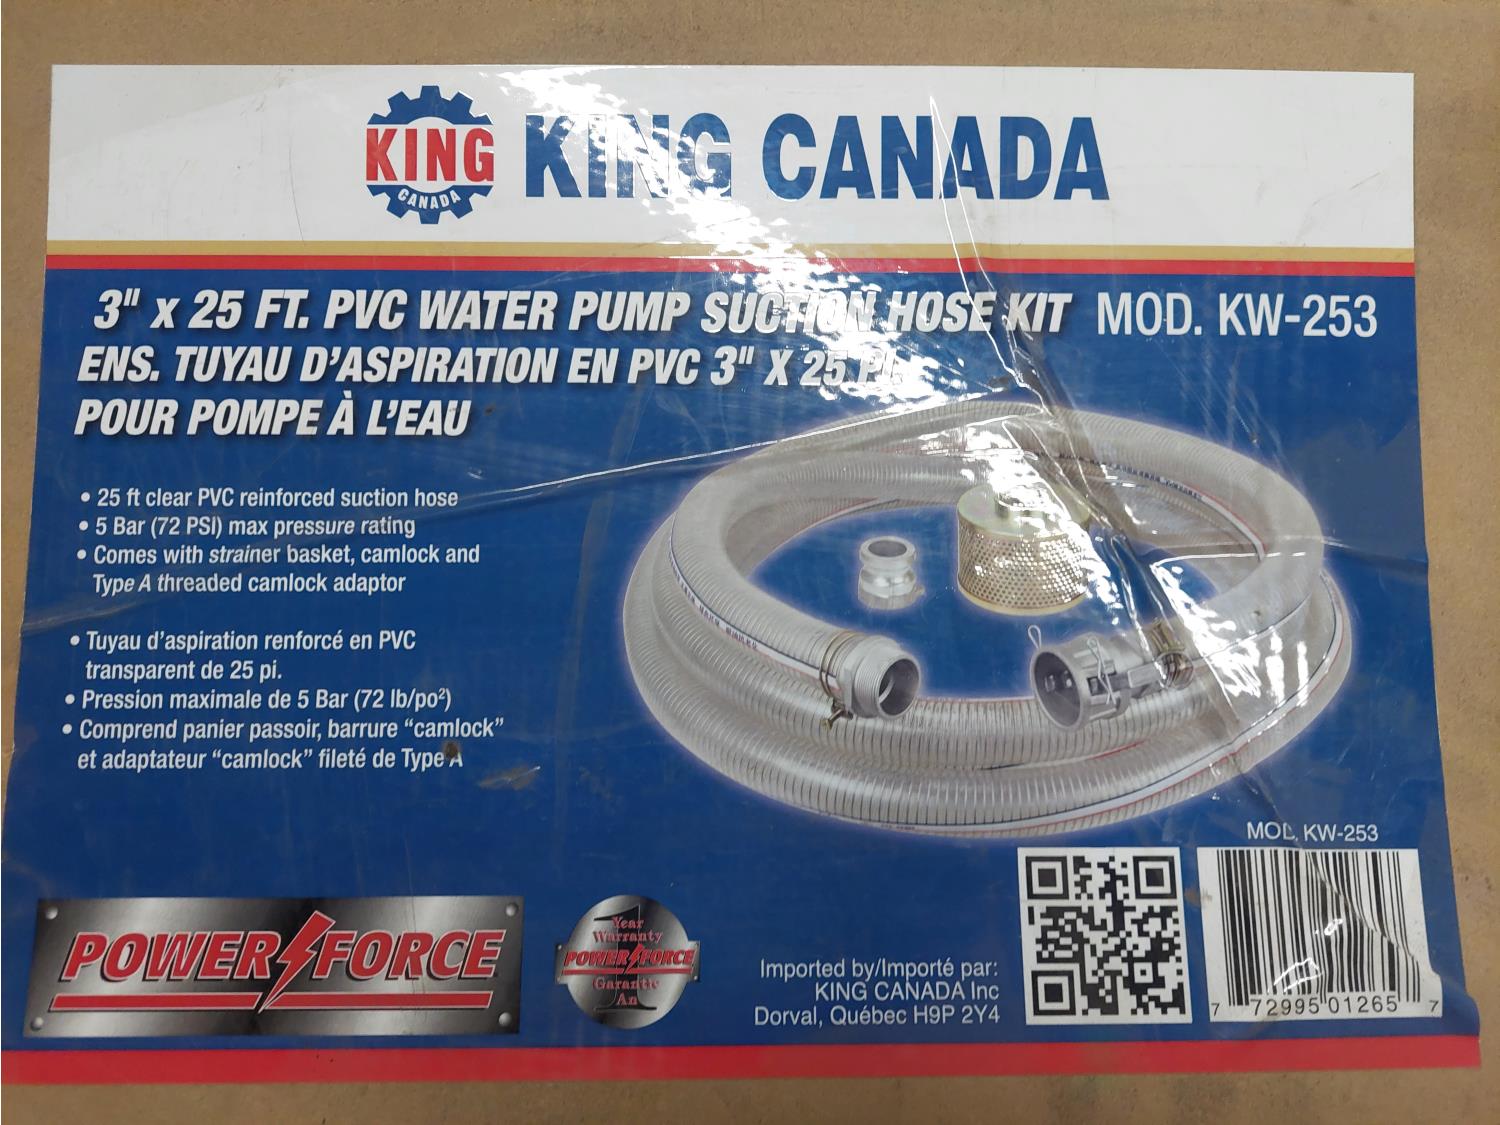 KING
CANADA
KING CANADA
3" x 25 FT. PVC WATER PUMP SUCTION HOSE KIT MOD. KW-253
ENS. TUYAU D'ASPIRATION EN PVC 3" X 25 PI.
POUR POMPE À L'EAU
• 25 ft clear PVC reinforced suction hose
• 5 Bar (72 PSI) max pressure rating
• Comes with strainer basket, camlock and
Type A threaded camlock adaptor
• Tuyau d'aspiration renforcé en PVC
transparent de 25 pi.
• Pression maximale de 5 Bar (72 lb/po²)
• Comprend panier passoir, barrure "camlock"
et adaptateur "camlock" fileté de Type A
MOD. KW-253
POWER FORCE
1
Year
Warranty
POWER FORCE
Garantie
An
Imported by/Importé par:
KING CANADA Inc
Dorval, Québec H9P 2Y4
7 72995 01265 7